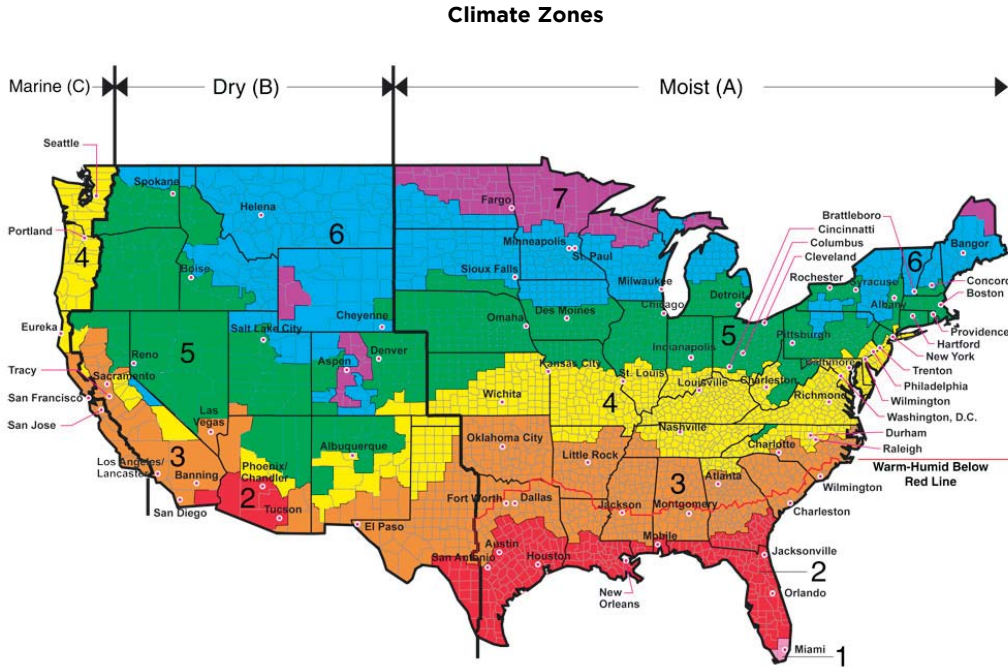 Climate Zones
Marine (C)
Dry (B)
Moist (A)
Seattle
Spokane
Helena
6
Fargo
7
Portland
4
Boise
Minneapolis
St. Paul
Sioux Falls
Milwaukee
Brattleboro
Cincinnatti
Columbus
Cleveland
Rochester
Syracuse
6
Bangor
Concord
Albany
Boston
Detroit
Chicago
Cheyenne
Salt Lake City
Eureka
Reno
5
Omaha
Des Moines
5
Indianapolis
Pittsburgh
Providence
Hartford
New York
Trenton
Aspen
Denver
Tracy
Sacramento
San Francisco
San Jose
Kansas City
St. Louis
Louisville
Charleston
Baltimore
Philadelphia
Wilmington
Washington, D.C.
Wichita
4
Richmond
Las
Vegas
Albuquerque
Nashville
Durham
Raleigh
Oklahoma City
Charlotte
3
Los Angeles/
Lancaster
Banning
Phoenix/
Chandler
Little Rock
3
Atlanta
Warm-Humid Below
Red Line
Wilmington
San Diego
2
Tucson
El Paso
Fort Worth
Dallas
Jackson
Montgomery
Charleston
Austin
San Antonio
Houston
Mobile
Jacksonville
2
New
Orleans
Orlando
Miami
1